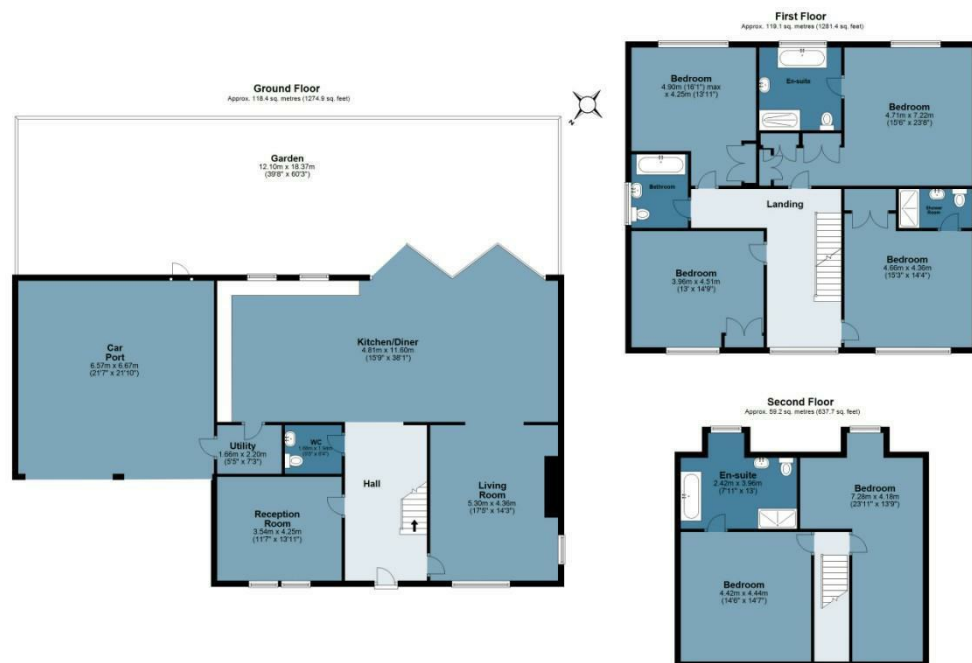 Ground Floor
Approx. 118.4 sq. metres (1274.9 sq. feet)
Garden
12.10m x 18.37m
(39'8" x 60'3")
Car
Port
6.57m x 6.67m
(21'7" x 21'10")
Kitchen/Diner
4.81m x 11.60m
(15'9" x 38'1")
Utility
1.66m x 2.20m
(5'5" x 7'3")
WC
Hall
Living
Room
5.30m x 4.36m
(17'5" x 14'3")
Reception
Room
3.54m x 4.25m
(11'7" x 13'11")
First Floor
Approx. 119.1 sq. metres (1281.4 sq. feet)
Bedroom
4.90m (16'1") max
x 4.25m (13'11")
En-suite
Bedroom
4.71m x 7.22m
(15'6" x 23'8")
Bathroom
Landing
Shower
Room
Bedroom
3.96m x 4.51m
(13' x 14'9")
Bedroom
4.66m x 4.36m
(15'3" x 14'4")
Second Floor
Approx. 59.2 sq. metres (637.7 sq. feet)
En-suite
2.42m x 3.96m
(7'11" x 13')
Bedroom
7.28m x 4.18m
(23'11" x 13'9")
Bedroom
4.42m x 4.44m
(14'6" x 14'7")